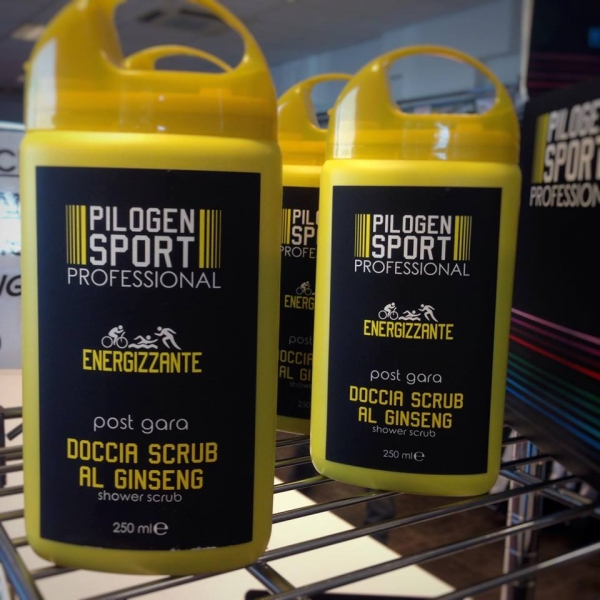 PILOGEN
SPORT
PROFESSIONAL
ENERGIZZANTE
post gara
DOCCIA SCRUB
AL GINSENG
shower scrub
250 ml℮
PILOGEN
SPORT
PROFESSIONAL
ENERGIZZANTE
post gara
DOCCIA SCRUB
AL GINSENG
shower scrub
250 ml℮
PILOGEN
SPORT
PROFESSION